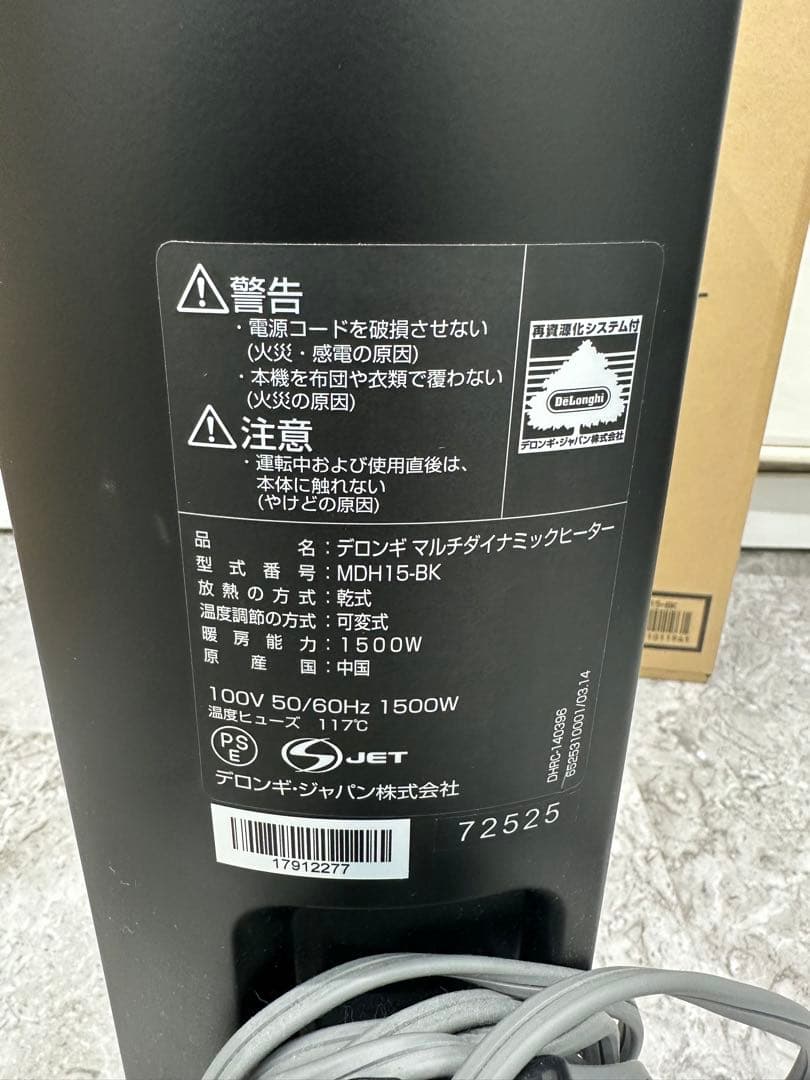 警告
・電源コードを破損させない
(火災・感電の原因)
・本機を布団や衣類で覆わない
(火災の原因)
注意
・運転中および使用直後は、
本体に触れない
(やけどの原因)
再資源化システム付
DeLonghi
デロンギ・ジャパン株式会社
品名：デロンギ マルチダイナミックヒーター
型式番号：MDH15-BK
放熱の方式：乾式
温度調節の方式：可変式
暖房能力：1500W
原産国：中国
100V 50/60Hz 1500W
温度ヒューズ 117℃
PS
E
JET
デロンギ・ジャパン株式会社
DHRC-140396
6525310001/03.14
17912277
72525
15-BK